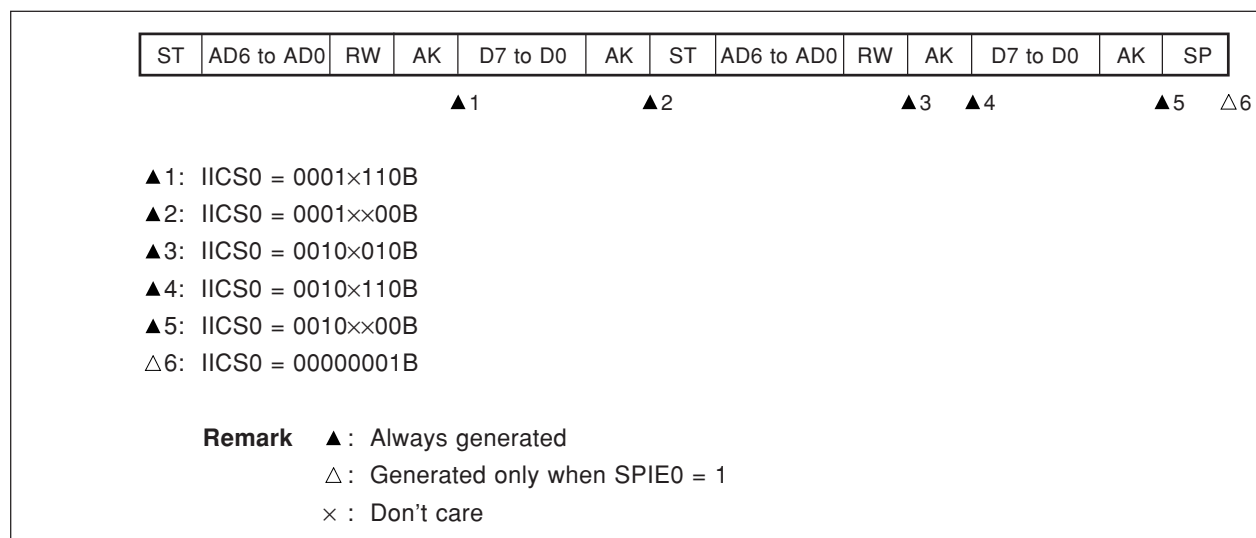 ST AD6 to AD0 RW AK D7 to D0 AK ST AD6 to AD0 RW AK D7 to D0 AK SP
▲1 ▲2 ▲3 ▲4 ▲5 △6
▲1: IICS0 = 0001×110B
▲2: IICS0 = 0001××00B
▲3: IICS0 = 0010×010B
▲4: IICS0 = 0010×110B
▲5: IICS0 = 0010××00B
△6: IICS0 = 00000001B
Remark ▲: Always generated
△: Generated only when SPIE0 = 1
×: Don't care